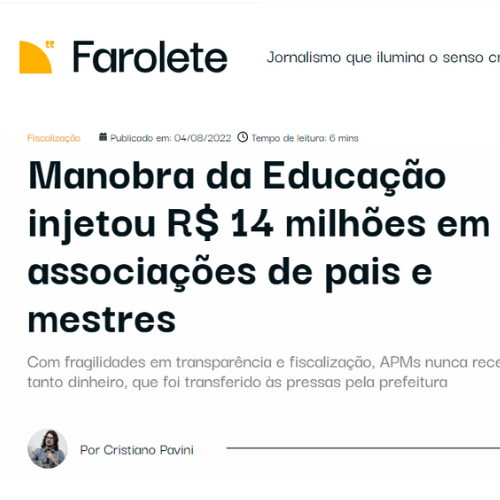 Farolete
Jornalismo que ilumina o senso
Fiscalização Publicado em: 04/08/2022 Tempo de leitura: 6 mins
Manobra da Educação
injetou R$ 14 milhões em
associações de pais e
mestres
Com fragilidades em transparência e fiscalização, APMs nunca
tanto dinheiro, que foi transferido às pressas pela prefeitura
Por Cristiano Pavini